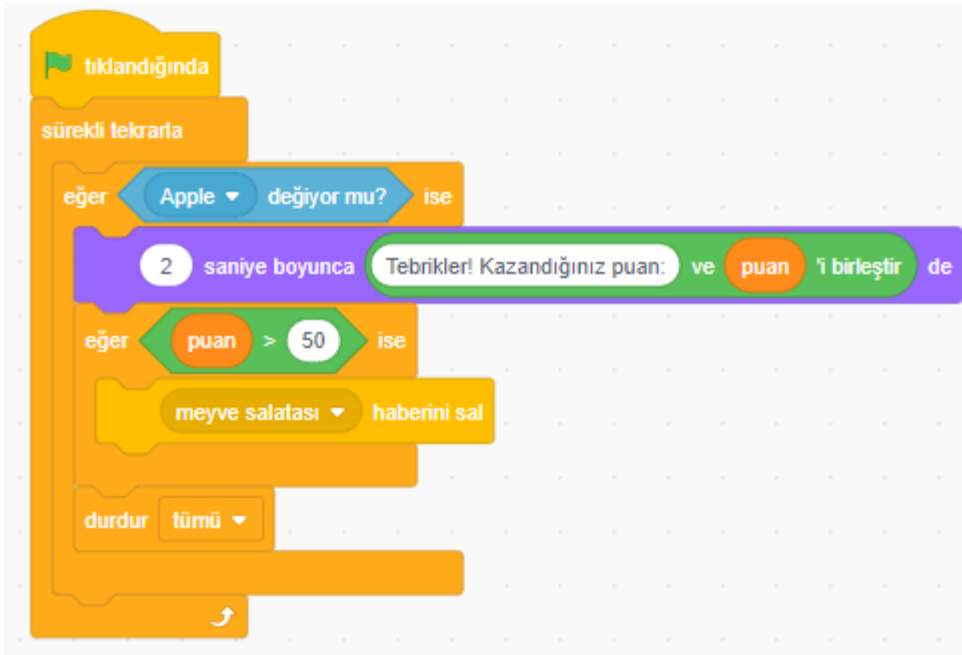 tıklandığında
sürekli tekrarla
eğer Apple değiyor mu? ise
2 saniye boyunca Tebrikler! Kazandığınız puan: ve puan 'i birleştir de
eğer puan > 50 ise
meyve salatası haberini sal
durdur tümü